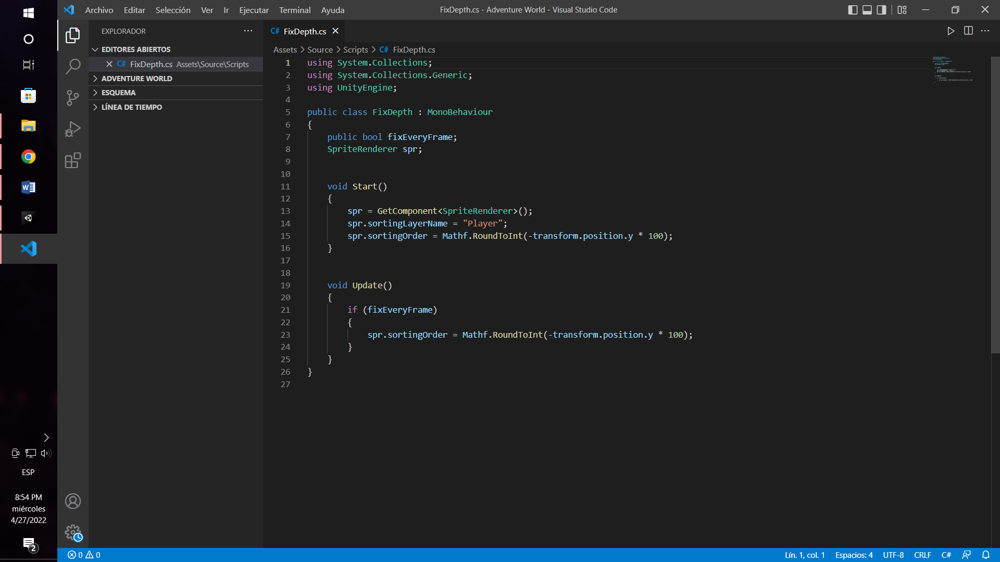 Archivo Editar Selección Ver Ir Ejecutar Terminal Ayuda
FixDepth.cs - Adventure World - Visual Studio Code
EXPLORADOR
EDITORES ABIERTOS
C# FixDepth.cs Assets\Source\Scripts
ADVENTURE WORLD
ESQUEMA
LÍNEA DE TIEMPO
C# FixDepth.cs
Assets > Source > Scripts > C# FixDepth.cs
1 using System.Collections;
2 using System.Collections.Generic;
3 using UnityEngine;
4
5 public class FixDepth : MonoBehaviour
6 {
7 public bool fixEveryFrame;
8 SpriteRenderer spr;
9
10
11 void Start()
12 {
13 spr = GetComponent<SpriteRenderer>();
14 spr.sortingLayerName = "Player";
15 spr.sortingOrder = Mathf.RoundToInt(-transform.position.y * 100);
16 }
17
18
19 void Update()
20 {
21 if (fixEveryFrame)
22 {
23 spr.sortingOrder = Mathf.RoundToInt(-transform.position.y * 100);
24 }
25 }
26 }
27
ESP
8:54 PM
miércoles
4/27/2022
2
0 0
Lín. 1, col. 1 Espacios: 4 UTF-8 CRLF C#